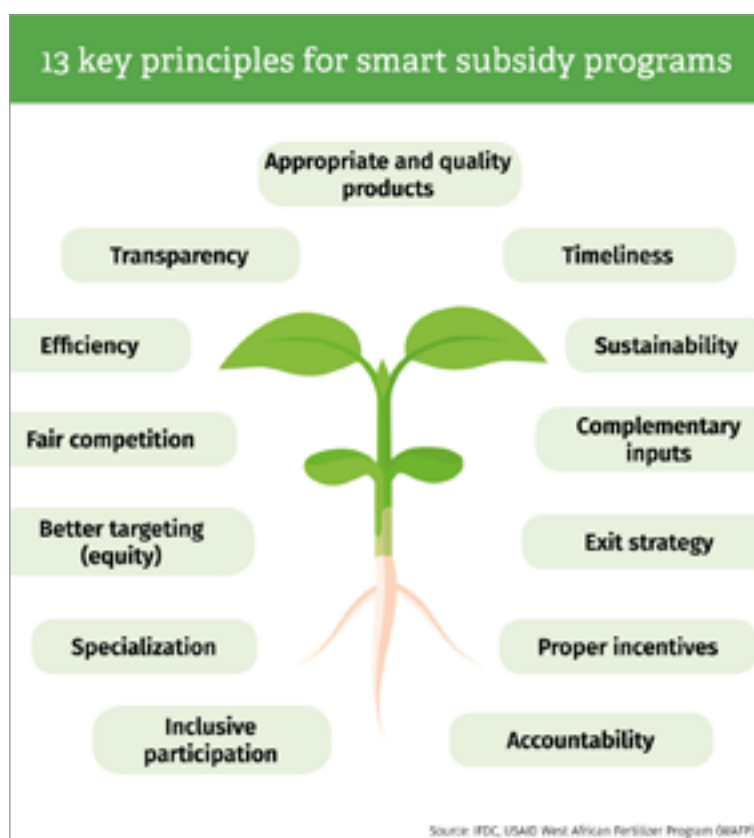 13 key principles for smart subsidy programs
Appropriate and quality
products
Transparency
Timeliness
Efficiency
Sustainability
Fair competition
Complementary
inputs
Better targeting
(equity)
Exit strategy
Specialization
Proper incentives
Inclusive
participation
Accountability
Source: IFDC, USAID West African Fertilizer Program (WAFP)